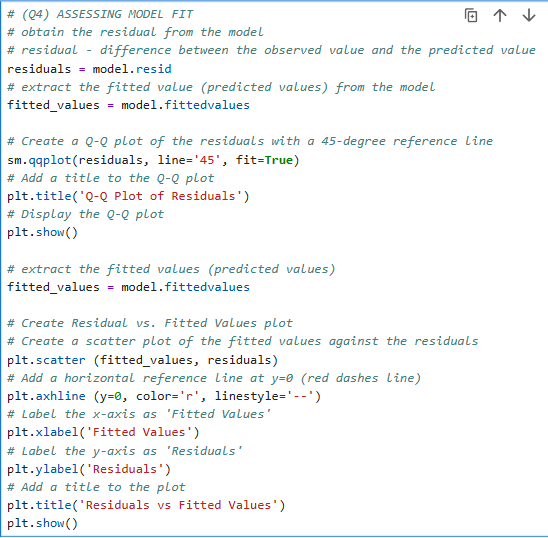 # (Q4) ASSESSING MODEL FIT
# obtain the residual from the model
# residual - difference between the observed value and the predicted value
residuals = model.resid
# extract the fitted value (predicted values) from the model
fitted_values = model.fittedvalues

# Create a Q-Q plot of the residuals with a 45-degree reference line
sm.qqplot(residuals, line='45', fit=True)
# Add a title to the Q-Q plot
plt.title('Q-Q Plot of Residuals')
# Display the Q-Q plot
plt.show()

# extract the fitted values (predicted values)
fitted_values = model.fittedvalues

# Create Residual vs. Fitted Values plot
# Create a scatter plot of the fitted values against the residuals
plt.scatter (fitted_values, residuals)
# Add a horizontal reference line at y=0 (red dashes line)
plt.axhline (y=0, color='r', linestyle='--')
# Label the x-axis as 'Fitted Values'
plt.xlabel('Fitted Values')
# Label the y-axis as 'Residuals'
plt.ylabel('Residuals')
# Add a title to the plot
plt.title('Residuals vs Fitted Values')
plt.show()